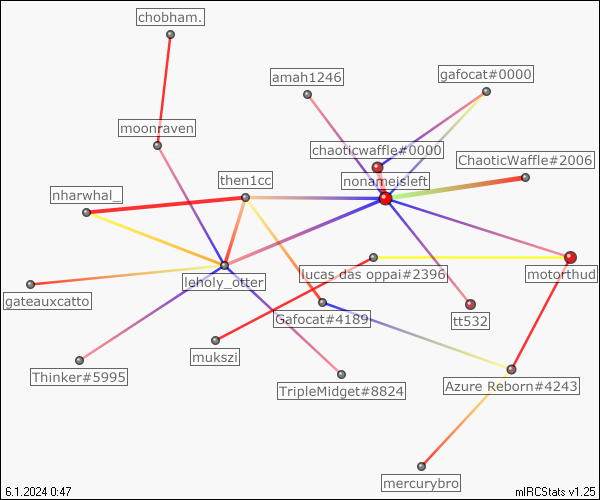 chobham.
amah1246
gafocat#0000
moonraven
chaoticwaffle#0000
ChaoticWaffle#2006
then1cc
nonameisleft
nharwhal_
lucas dos oppai#2396
motorthud
leholy_otter
gateauxcatto
Gafocat#4189
tt532
mukszi
Thinker#5995
TripleMidget#8824
Azure Reborn#4243
mercurybro
6.1.2024 0:47
mIRCStats v1.25